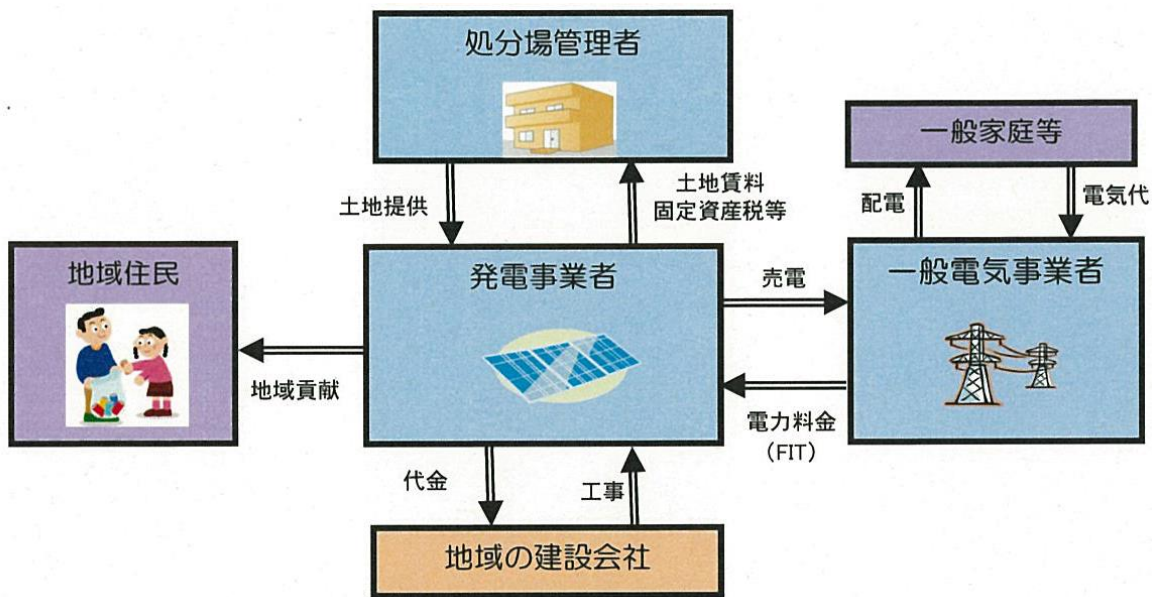 処分場管理者
一般家庭等
土地提供
土地賃料
固定資産税等
配電
電気代
地域住民
発電事業者
売電
一般電気事業者
地域貢献
電力料金
（FIT）
代金
工事
地域の建設会社